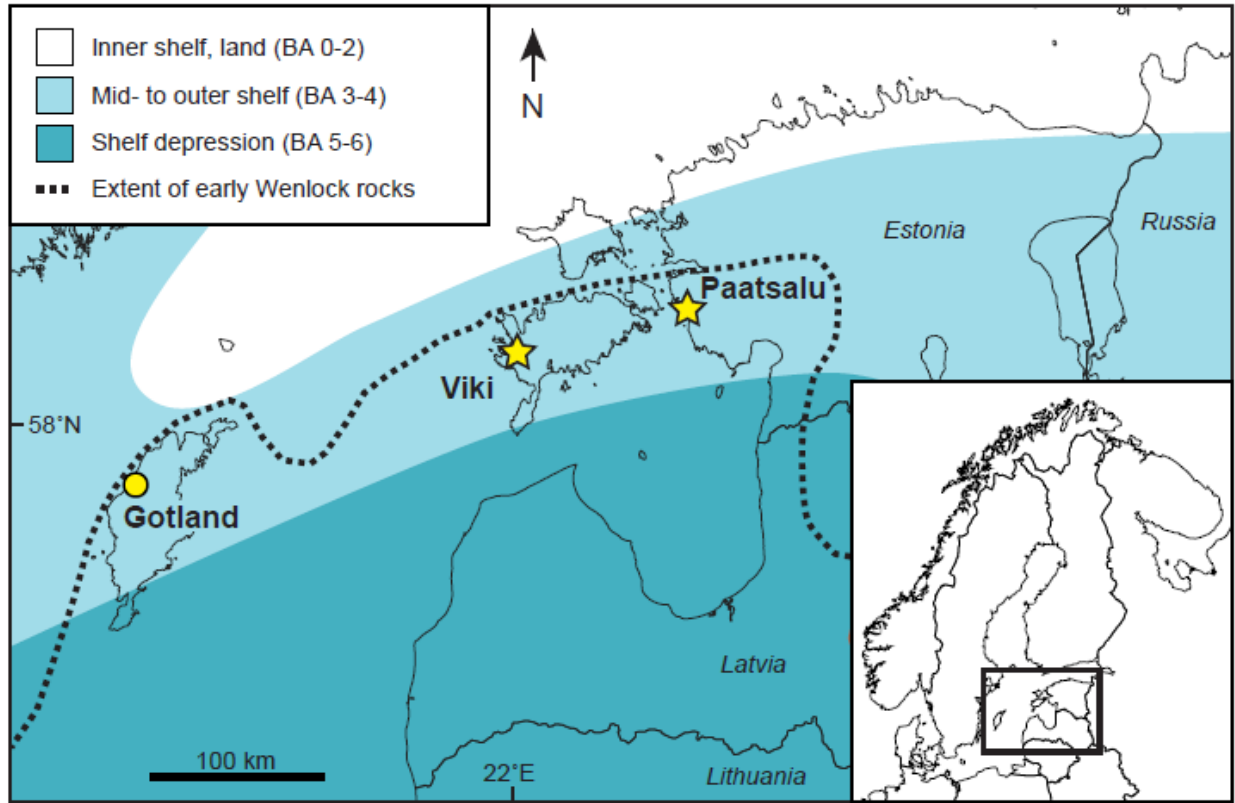 Inner shelf, land (BA 0-2)
Mid- to outer shelf (BA 3-4)
Shelf depression (BA 5-6)
Extent of early Wenlock rocks
N
Estonia
Russia
Paatsalu
Viki
58°N
Gotland
Latvia
100 km
22°E
Lithuania